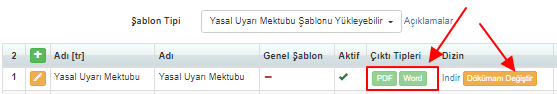 Şablon Tipi Yasal Uyarı Mektubu Şablonu Yükleyebilir Açıklamalar
2 Adı [tr] Adı Genel Şablon Aktif Çıktı Tipleri Dizin
1 Yasal Uyarı Mektubu Yasal Uyarı Mektubu PDF Word İndir Dökümanı Değiştir